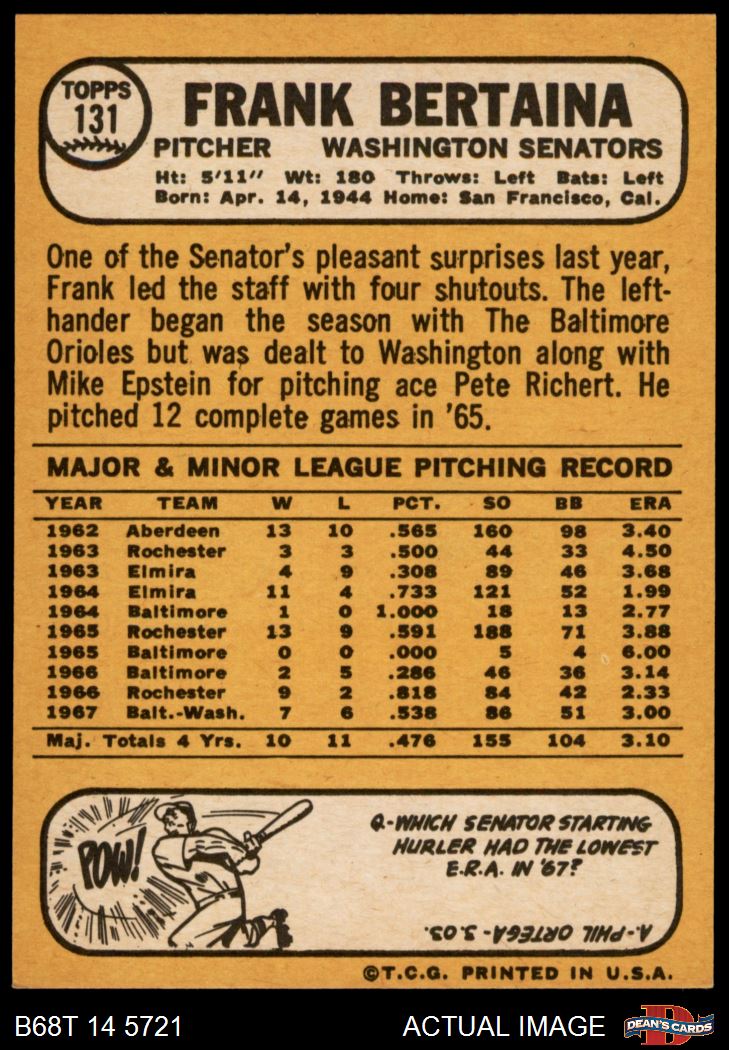 TOPPS
131
FRANK BERTAINA
PITCHER WASHINGTON SENATORS
Ht: 5'11" Wt: 180 Throws: Left Bats: Left
Born: Apr. 14, 1944 Home: San Francisco, Cal.
One of the Senator's pleasant surprises last year,
Frank led the staff with four shutouts. The left-
hander began the season with The Baltimore
Orioles but was dealt to Washington along with
Mike Epstein for pitching ace Pete Richert. He
pitched 12 complete games in '65.
MAJOR & MINOR LEAGUE PITCHING RECORD
YEAR TEAM W L PCT. SO BB ERA
1962 Aberdeen 13 10 .565 160 98 3.40
1963 Rochester 3 3 .500 44 33 4.50
1963 Elmira 4 9 .308 89 46 3.68
1964 Elmira 11 4 .733 121 52 1.99
1964 Baltimore 1 0 1.000 18 13 2.77
1965 Rochester 13 9 .591 188 71 3.88
1965 Baltimore 0 0 .000 5 4 6.00
1966 Baltimore 2 5 .286 46 36 3.14
1966 Rochester 9 2 .818 84 42 2.33
1967 Balt.-Wash. 7 6 .538 86 51 3.00
Maj. Totals 4 Yrs. 10 11 .476 155 104 3.10
POW!
Q-WHICH SENATOR STARTING
HURLER HAD THE LOWEST
E.R.A. IN '67?
A-PHIL ORTEGA-3.03.
©T.C.G. PRINTED IN U.S.A.
B68T 14 5721 ACTUAL IMAGE
D
DEAN'S CARDS